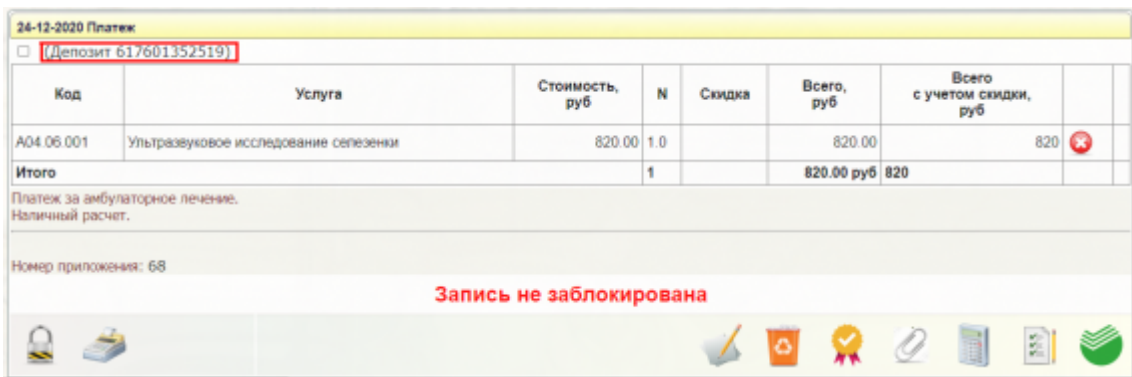 24-12-2020 Платеж
(Депозит 617601352519)
Код Услуга Стоимость, руб N Скидка Всего, руб Всего с учетом скидки, руб
A04.06.001 Ультразвуковое исследование селезенки 820.00 1.0 820.00 820
Итого 1 820.00 руб 820
Платеж за амбулаторное лечение.
Наличный расчет.
Номер приложения: 68
Запись не заблокирована